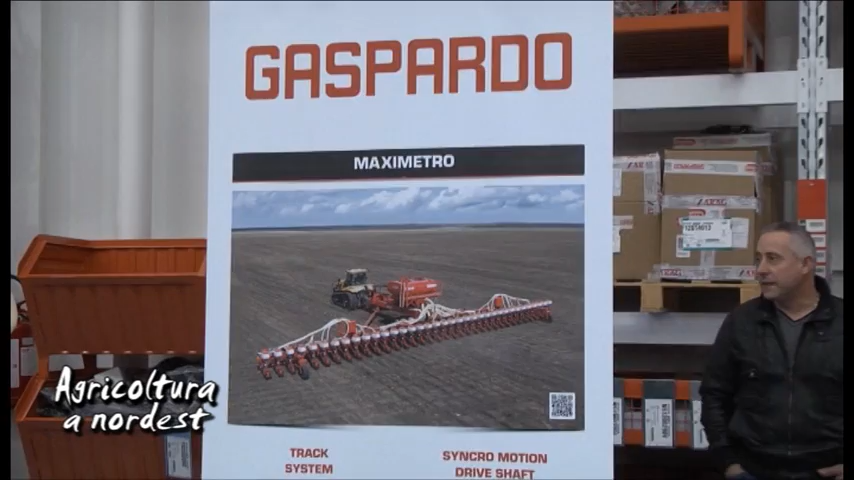 GASPARDO
MAXIMETRO
Agricoltura
a nordest
TRACK
SYSTEM
SYNCRO MOTION
DRIVE SHAFT